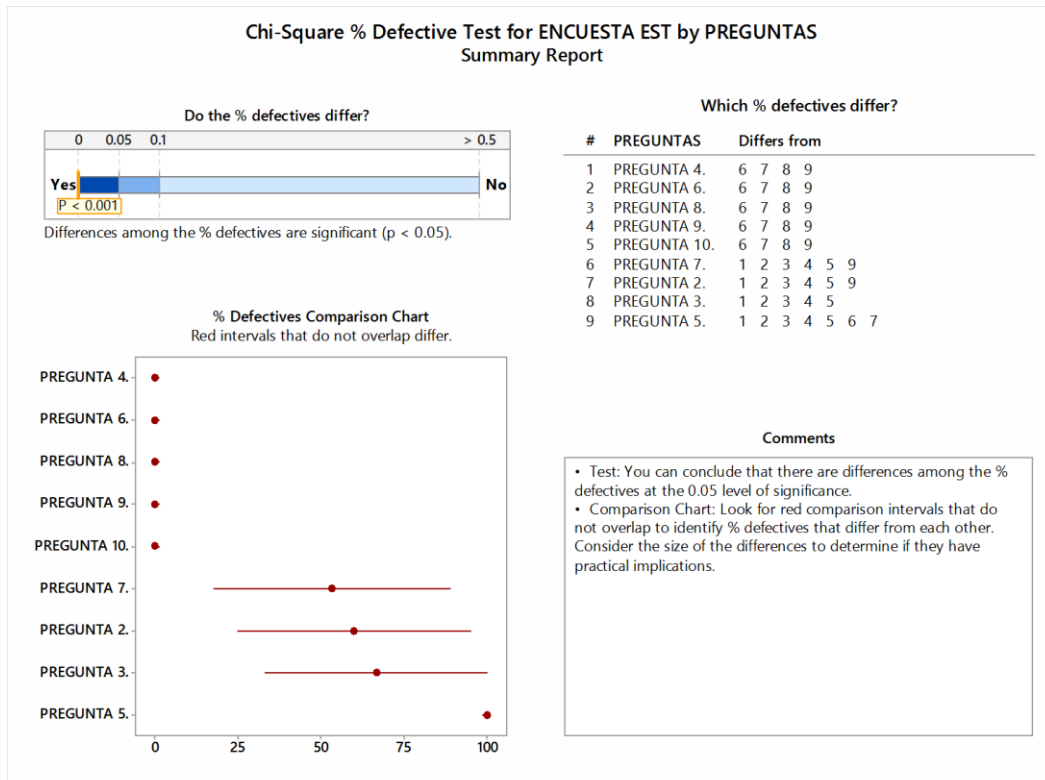 Chi-Square % Defective Test for ENCUESTA EST by PREGUNTAS
Summary Report
Do the % defectives differ?
0 0.05 0.1 > 0.5
Yes No
P < 0.001
Differences among the % defectives are significant (p < 0.05).
Which % defectives differ?
# PREGUNTAS Differs from
1 PREGUNTA 4. 6 7 8 9
2 PREGUNTA 6. 6 7 8 9
3 PREGUNTA 8. 6 7 8 9
4 PREGUNTA 9. 6 7 8 9
5 PREGUNTA 10. 6 7 8 9
6 PREGUNTA 7. 1 2 3 4 5 9
7 PREGUNTA 2. 1 2 3 4 5 9
8 PREGUNTA 3. 1 2 3 4 5
9 PREGUNTA 5. 1 2 3 4 5 6 7
% Defectives Comparison Chart
Red intervals that do not overlap differ.
PREGUNTA 4.
PREGUNTA 6.
PREGUNTA 8.
PREGUNTA 9.
PREGUNTA 10.
PREGUNTA 7.
PREGUNTA 2.
PREGUNTA 3.
PREGUNTA 5.
0 25 50 75 100
Comments
• Test: You can conclude that there are differences among the %
defectives at the 0.05 level of significance.
• Comparison Chart: Look for red comparison intervals that do
not overlap to identify % defectives that differ from each other.
Consider the size of the differences to determine if they have
practical implications.